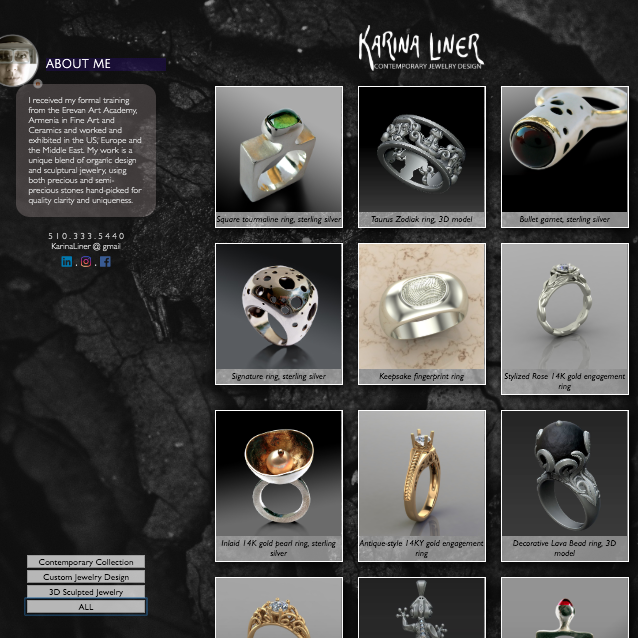 KARINA LINER
CONTEMPORARY JEWELRY DESIGN
ABOUT ME
I received my formal training
from the Erevan Art Academy,
Armenia in Fine Art and
Ceramics and worked and
exhibited in the US, Europe and
the Middle East. My work is a
unique blend of organic design
and sculptural jewelry, using
both precious and semi-
precious stones hand-picked for
quality clarity and uniqueness.
510.333.5440
KarinaLiner @ gmail
Square tourmaline ring, sterling silver
Taurus Zodiak ring, 3D model
Bullet garnet, sterling silver
Signature ring, sterling silver
Keepsake fingerprint ring
Stylized Rose 14K gold engagement
ring
Inlaid 14K gold pearl ring, sterling
silver
Antique-style 14KY gold engagement
ring
Decorative Lava Bead ring, 3D
model
Contemporary Collection
Custom Jewelry Design
3D Sculpted Jewelry
ALL